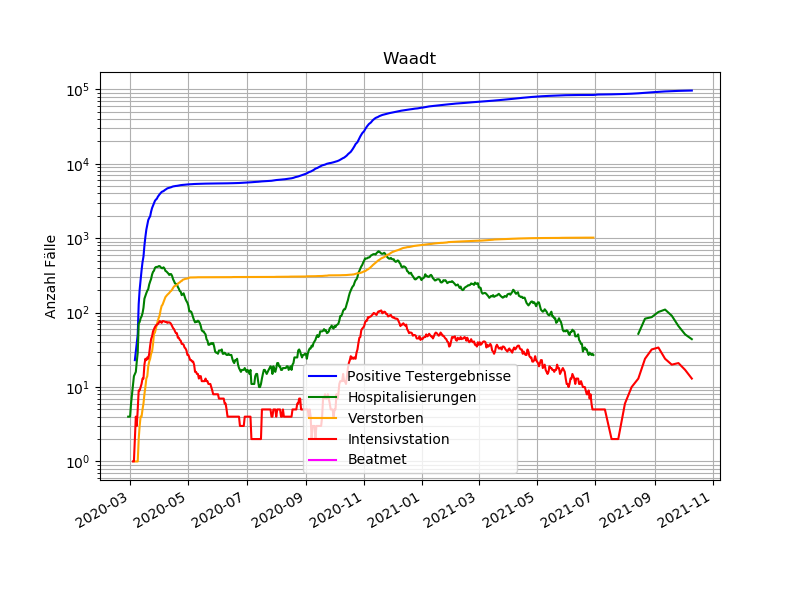 Waadt
Anzahl Fälle
10^5
10^4
10^3
10^2
10^1
10^0
Positive Testergebnisse
Hospitalisierungen
Verstorben
Intensivstation
Beatmet
2020-03
2020-05
2020-07
2020-09
2020-11
2021-01
2021-03
2021-05
2021-07
2021-09
2021-11